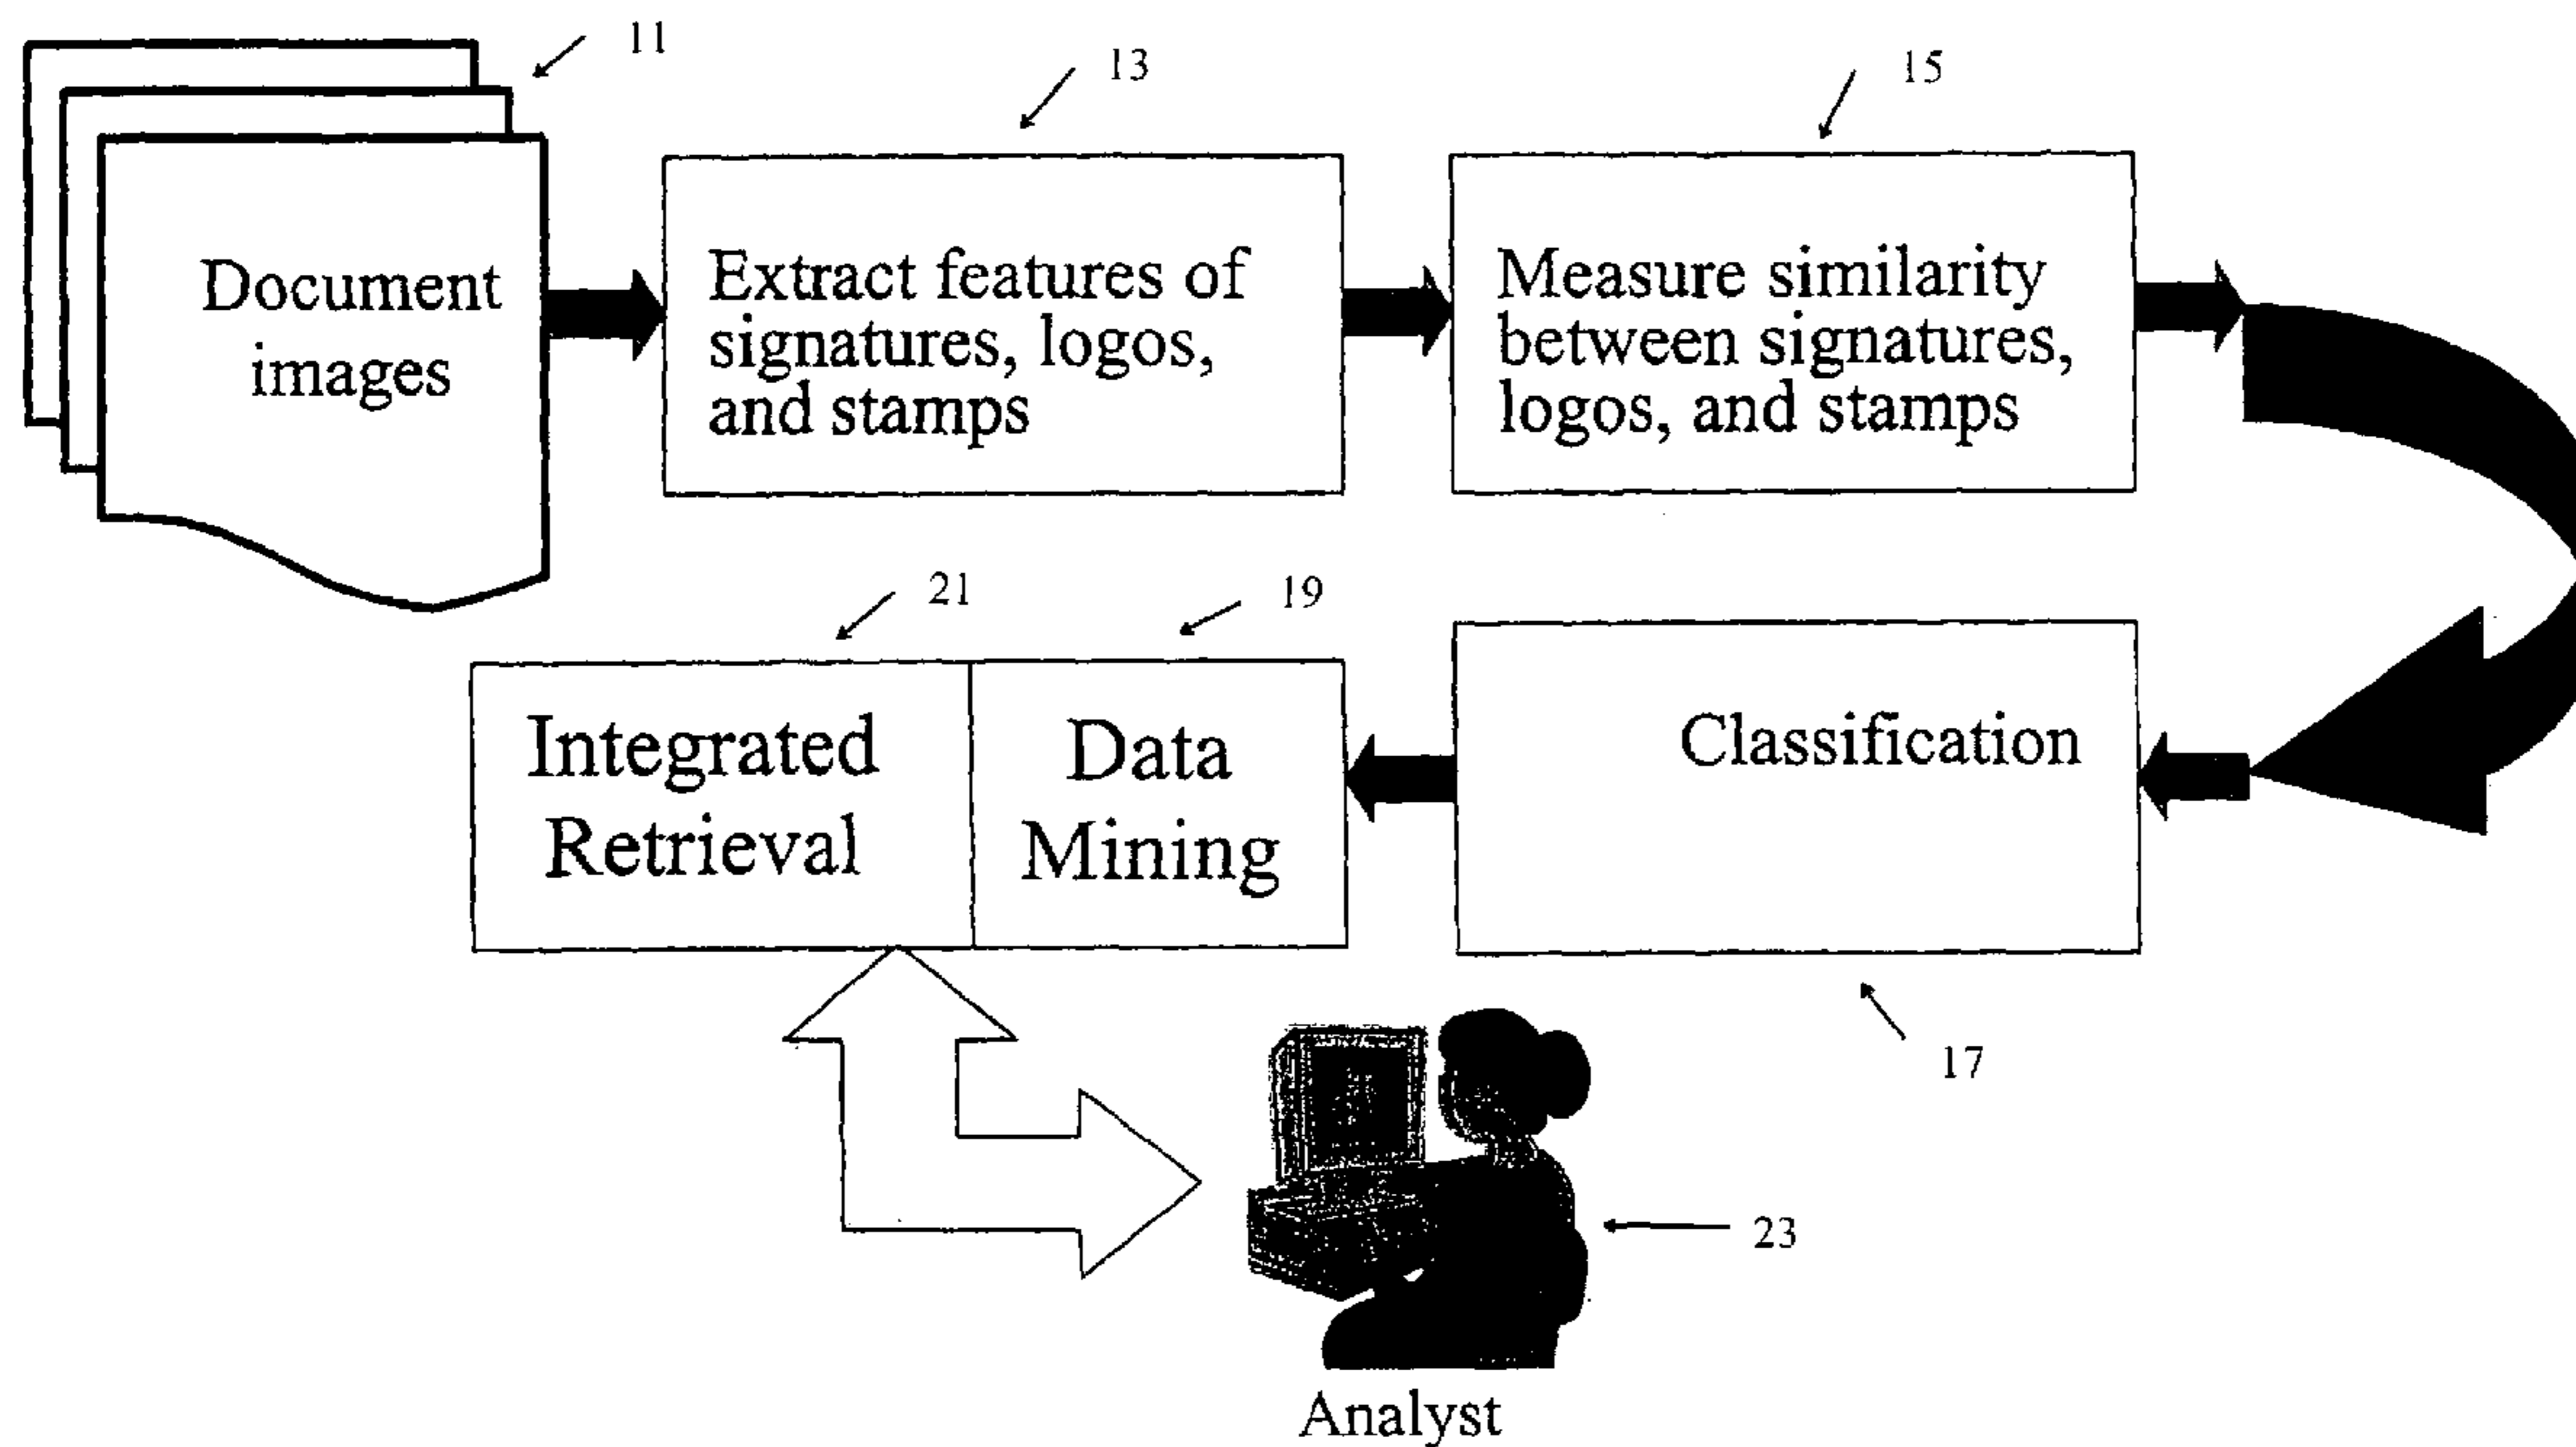 11
13
15
Document
images
Extract features of
signatures, logos,
and stamps
Measure similarity
between signatures,
logos, and stamps
21
19
Integrated
Retrieval
Data
Mining
Classification
17
23
Analyst